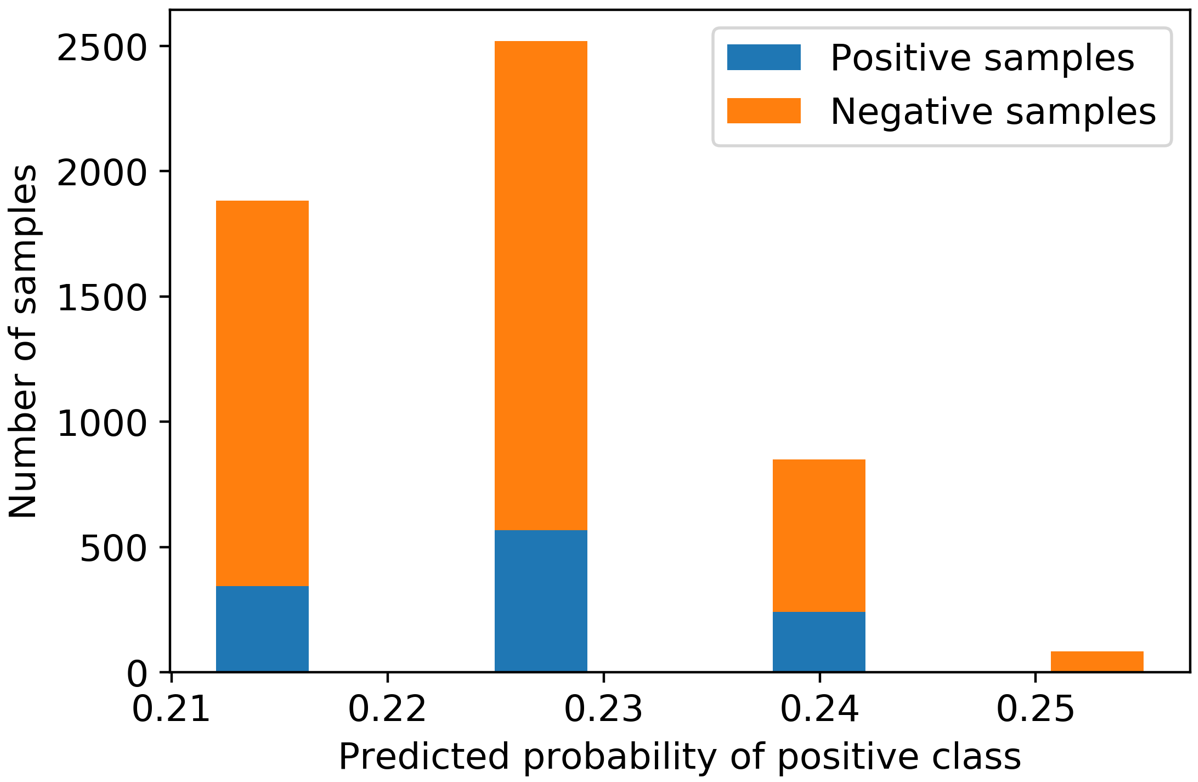 2500
2000
1500
1000
500
0
Number of samples
Positive samples
Negative samples
0.21 0.22 0.23 0.24 0.25
Predicted probability of positive class